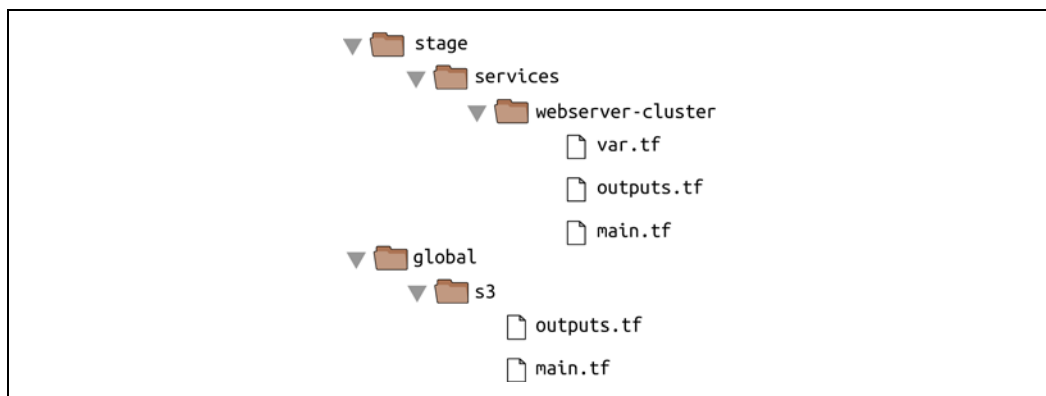 stage
services
webserver-cluster
var.tf
outputs.tf
main.tf
global
s3
outputs.tf
main.tf